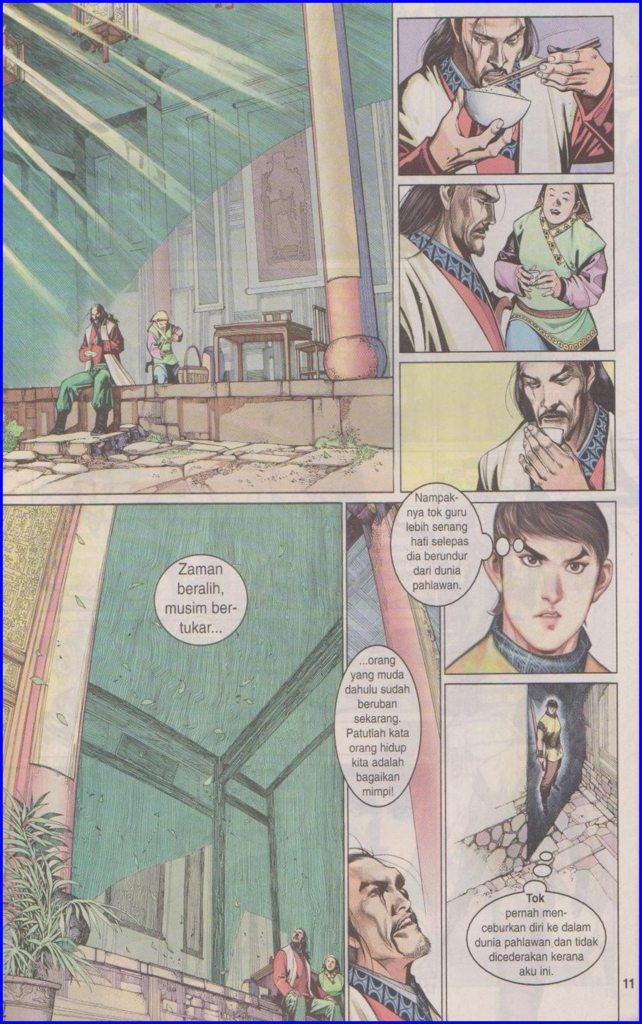 Zaman
beralih,
musim ber-
tukar...
...orang
yang muda
dahulu sudah
beruban
sekarang.
Patutlah kata
orang hidup
kita adalah
bagaikan
mimpi!
Nampak-
nya tok guru
lebih senang
hati selepas
dia berundur
dari dunia
pahlawan.
Tok
pernah men-
ceburkan diri ke dalam
dunia pahlawan dan tidak
dicederakan kerana
aku ini.
11